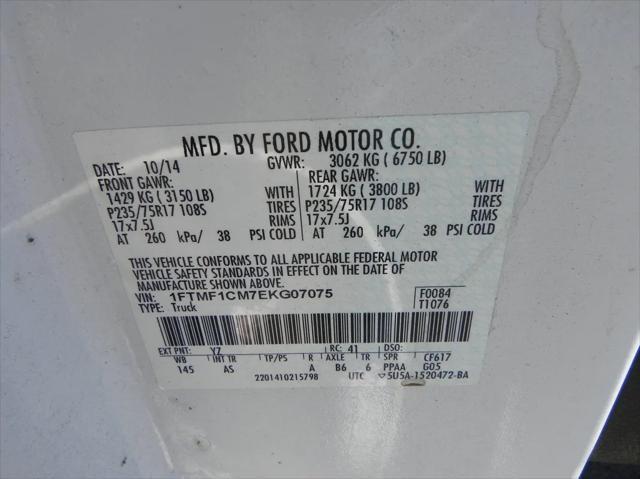 MFD. BY FORD MOTOR CO.
DATE: 10/14 GVWR: 3062 KG ( 6750 LB)
FRONT GAWR: REAR GAWR:
1429 KG ( 3150 LB) WITH 1724 KG ( 3800 LB) WITH
P235/75R17 108S TIRES P235/75R17 108S TIRES
17x7.5J RIMS 17x7.5J RIMS
AT 260 kPa/ 38 PSI COLD AT 260 kPa/ 38 PSI COLD
THIS VEHICLE CONFORMS TO ALL APPLICABLE FEDERAL MOTOR
VEHICLE SAFETY STANDARDS IN EFFECT ON THE DATE OF
MANUFACTURE SHOWN ABOVE.
VIN: 1FTMF1CM7EKG07075 F0084
TYPE: Truck T1076
EXT PNT: YZ RC: 41 DSO:
WB INT TR TP/PS R AXLE TR SPR CF617
145 AS A B6 6 PPAA G05
2201410215798 UTC 5U5A-1520472-BA